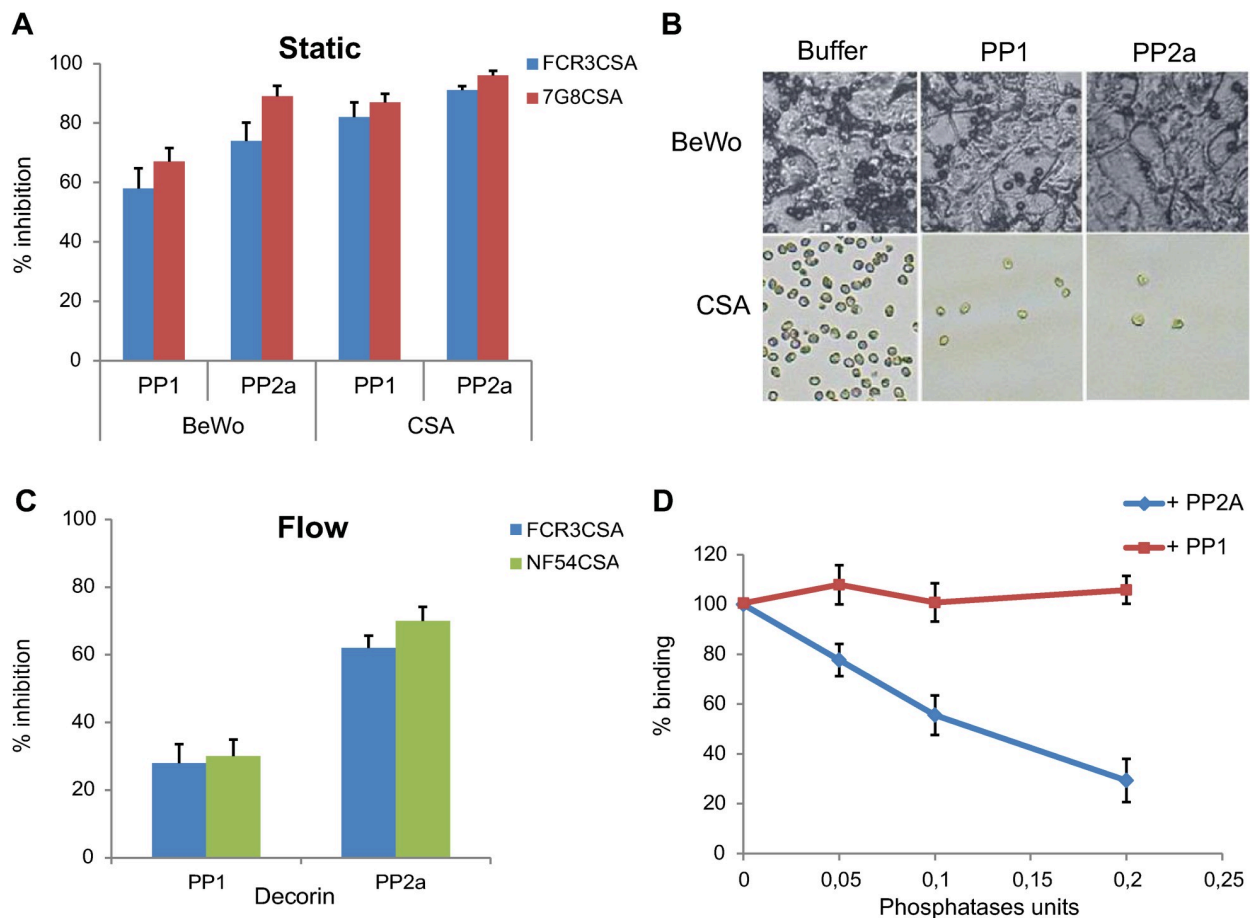 A
Static
% inhibition
100
80
60
40
20
0
PP1 PP2a PP1 PP2a
BeWo CSA
FCR3CSA
7G8CSA
B
Buffer PP1 PP2a
BeWo
CSA
C
Flow
% inhibition
100
80
60
40
20
0
PP1 PP2a
Decorin
FCR3CSA
NF54CSA
D
+ PP2A
+ PP1
% binding
120
100
80
60
40
20
0
0 0,05 0,1 0,15 0,2 0,25
Phosphatases units